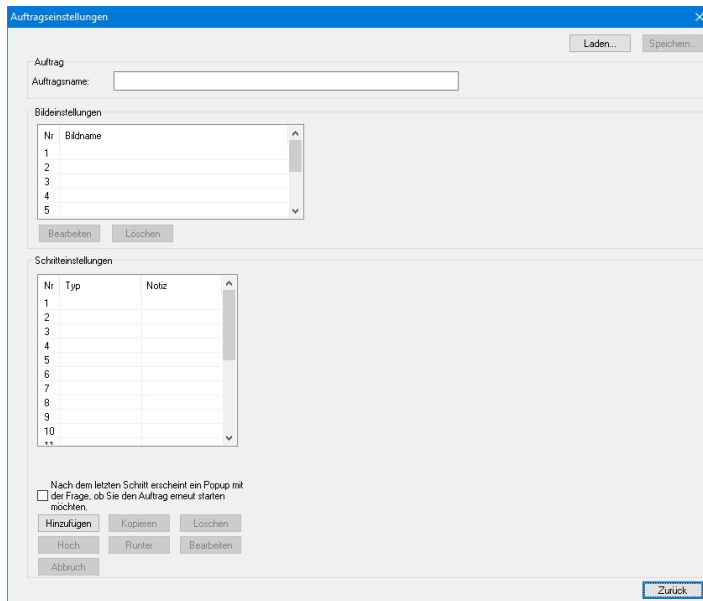 Auftragseinstellungen
Laden... Speichern...
Auftrag
Auftragsname:
Bildeinstellungen
Nr Bildname
1
2
3
4
5
Bearbeiten Löschen
Schritteinstellungen
Nr Typ Notiz
1
2
3
4
5
6
7
8
9
10
11
Nach dem letzten Schritt erscheint ein Popup mit
der Frage, ob Sie den Auftrag erneut starten
möchten.
Hinzufügen Kopieren Löschen
Hoch Runter Bearbeiten
Abbruch
Zurück